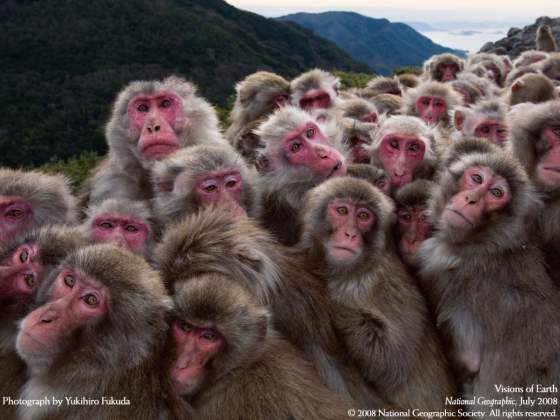 Visions of Earth
Photograph by Yukihiro Fukuda
National Geographic, July 2008
© 2008 National Geographic Society. All rights reserved.